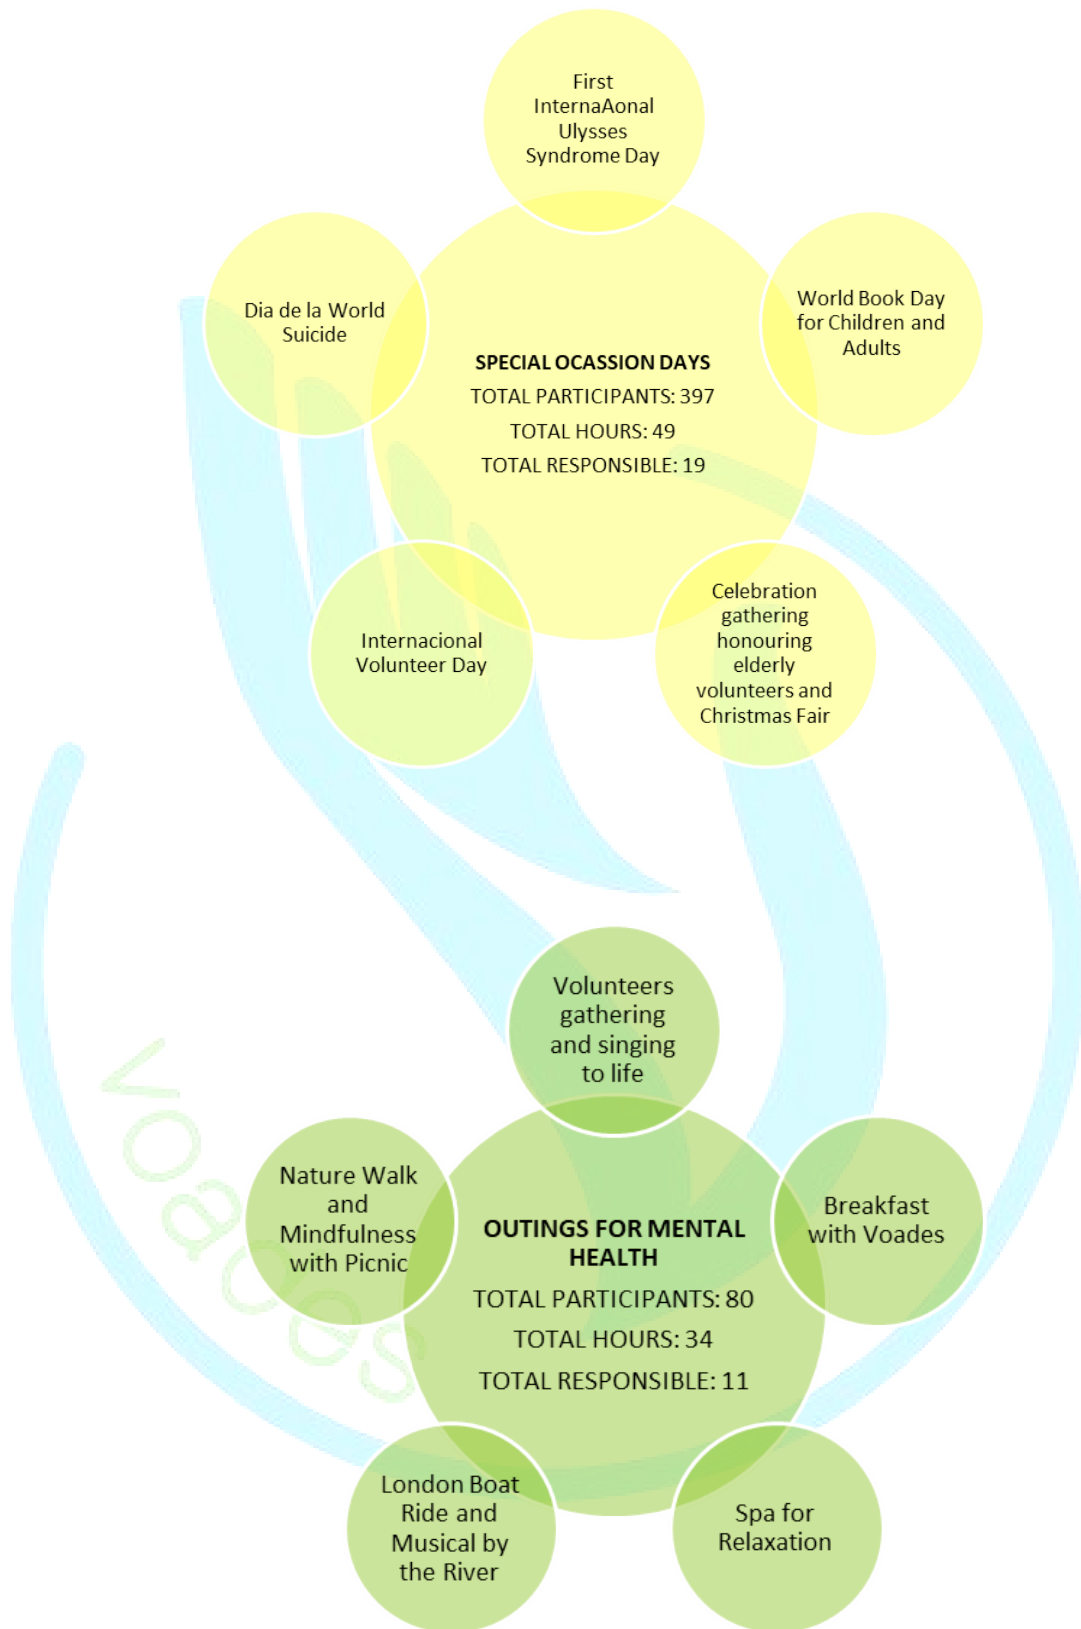 First
InternaAonal
Ulysses
Syndrome Day
Dia de la World
Suicide
World Book Day
for Children and
Adults
SPECIAL OCASSION DAYS
TOTAL PARTICIPANTS: 397
TOTAL HOURS: 49
TOTAL RESPONSIBLE: 19
Internacional
Volunteer Day
Celebration
gathering
honouring
elderly
volunteers and
Christmas Fair
Volunteers
gathering
and singing
to life
Nature Walk
and
Mindfulness
with Picnic
Breakfast
with Voades
OUTINGS FOR MENTAL
HEALTH
TOTAL PARTICIPANTS: 80
TOTAL HOURS: 34
TOTAL RESPONSIBLE: 11
London Boat
Ride and
Musical by
the River
Spa for
Relaxation
voades